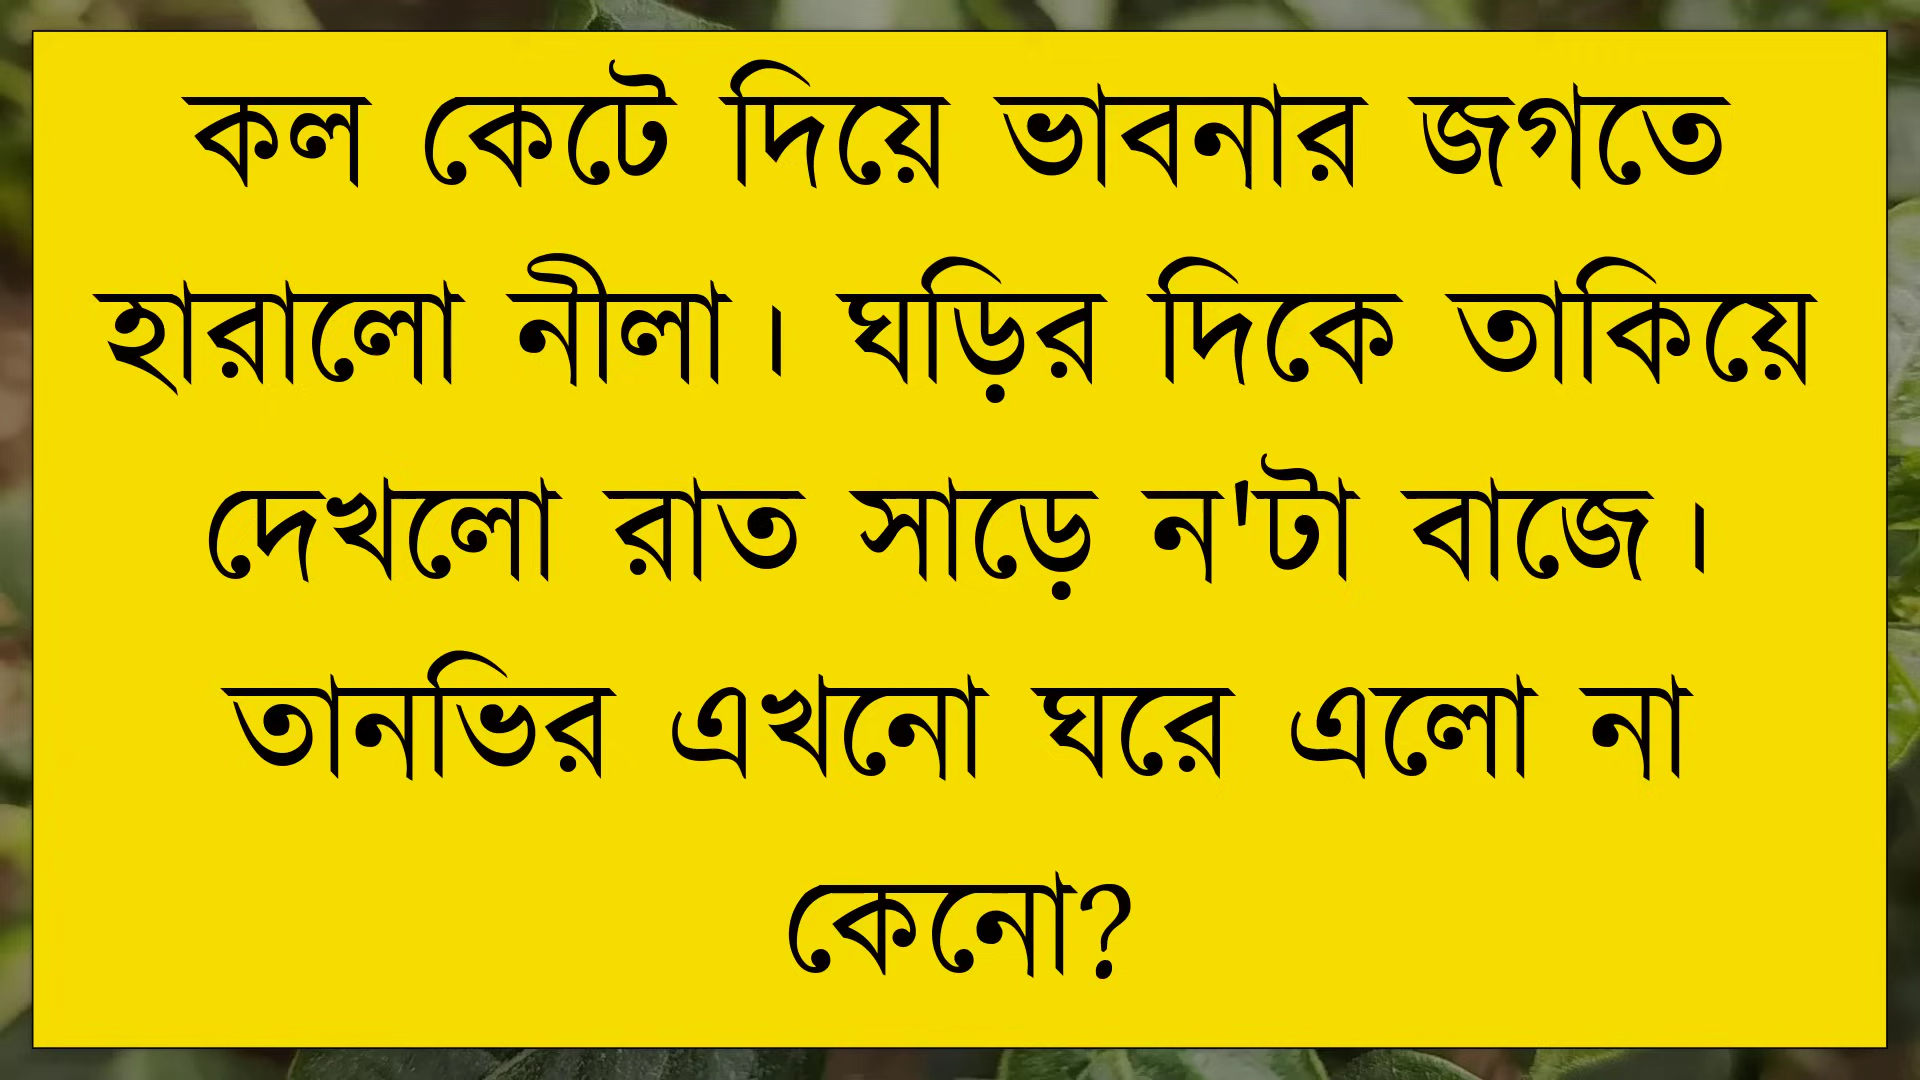 কল কেটে দিয়ে ভাবনার জগতে
হারালো নীলা। ঘড়ির দিকে তাকিয়ে
দেখলো রাত সাড়ে ন'টা বাজে।
তানভির এখনো ঘরে এলো না
কেনো?